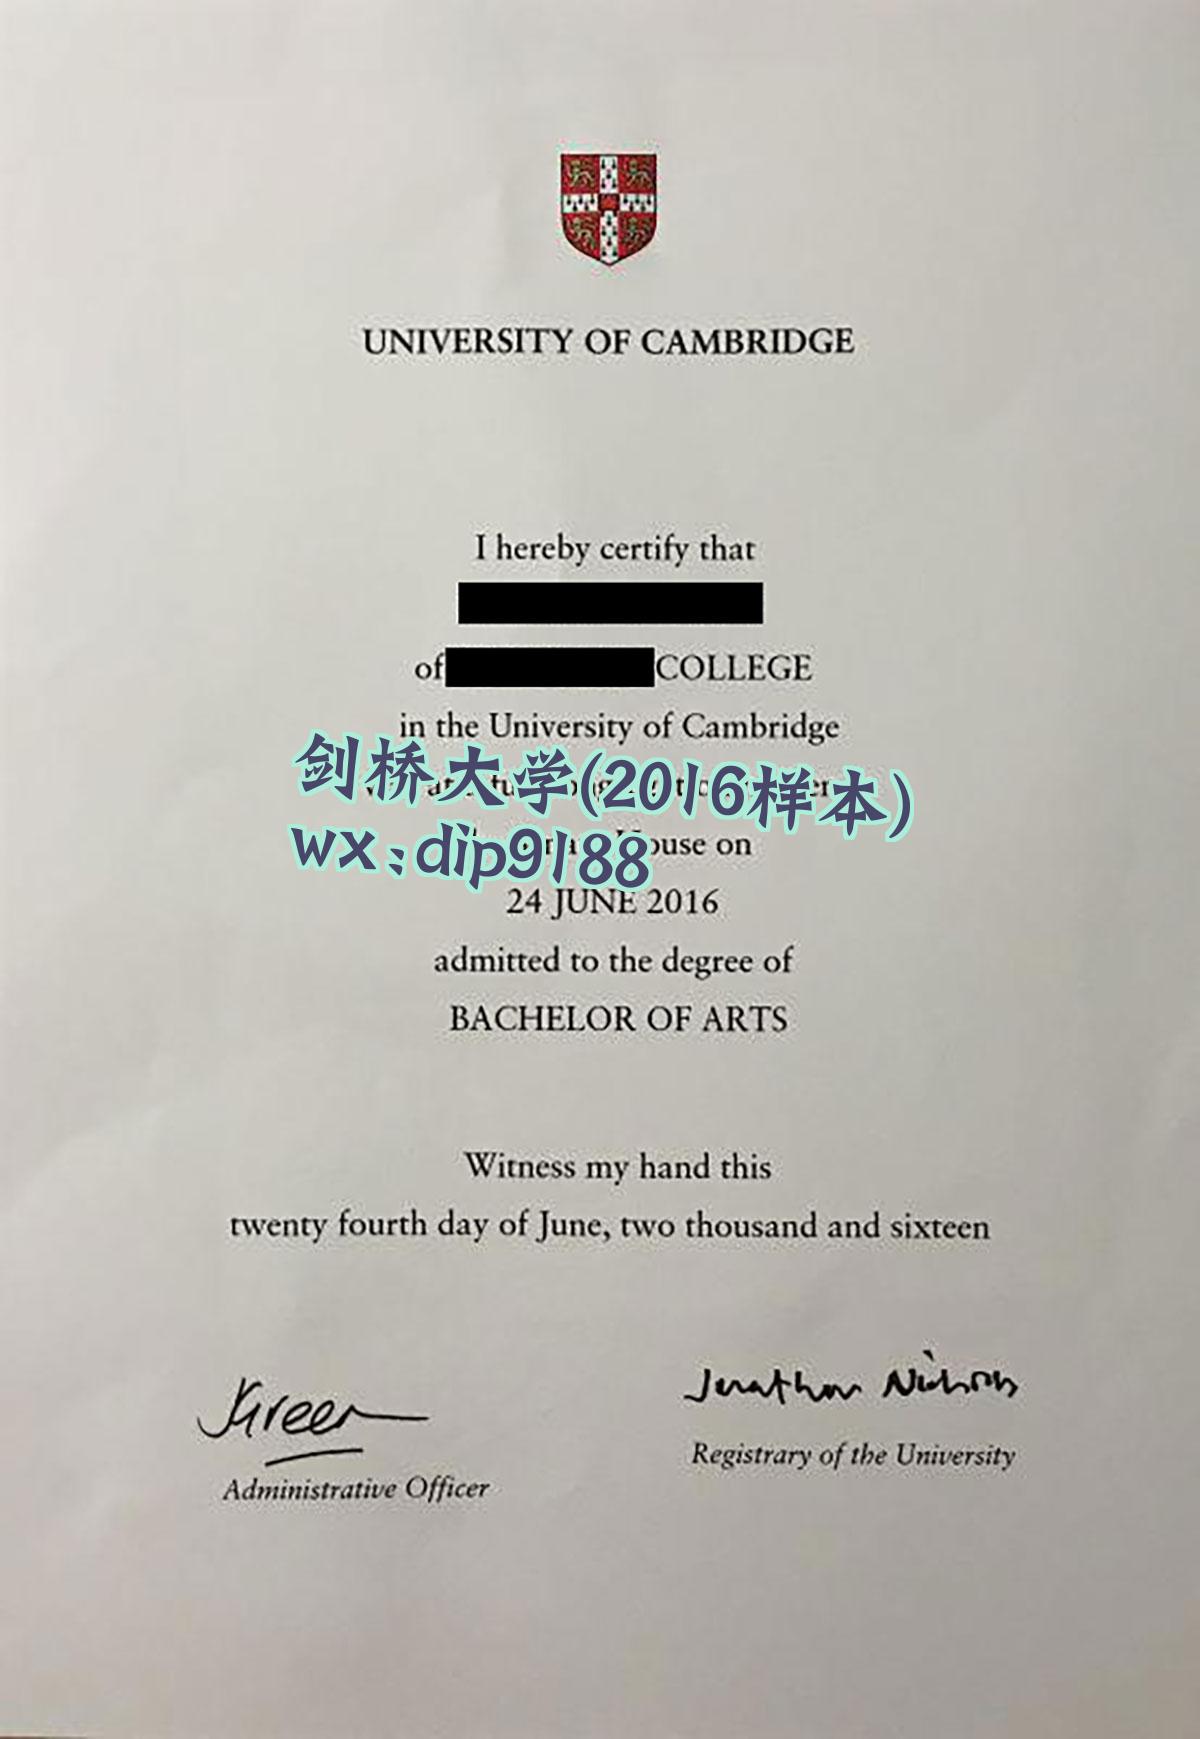 UNIVERSITY OF CAMBRIDGE
I hereby certify that
of COLLEGE
in the University of Cambridge
剑桥大学(2016样本)
wx:dip9188
House on
24 JUNE 2016
admitted to the degree of
BACHELOR OF ARTS
Witness my hand this
twenty fourth day of June, two thousand and sixteen
JGreen
Jonathan Nicholls
Administrative Officer
Registrary of the University